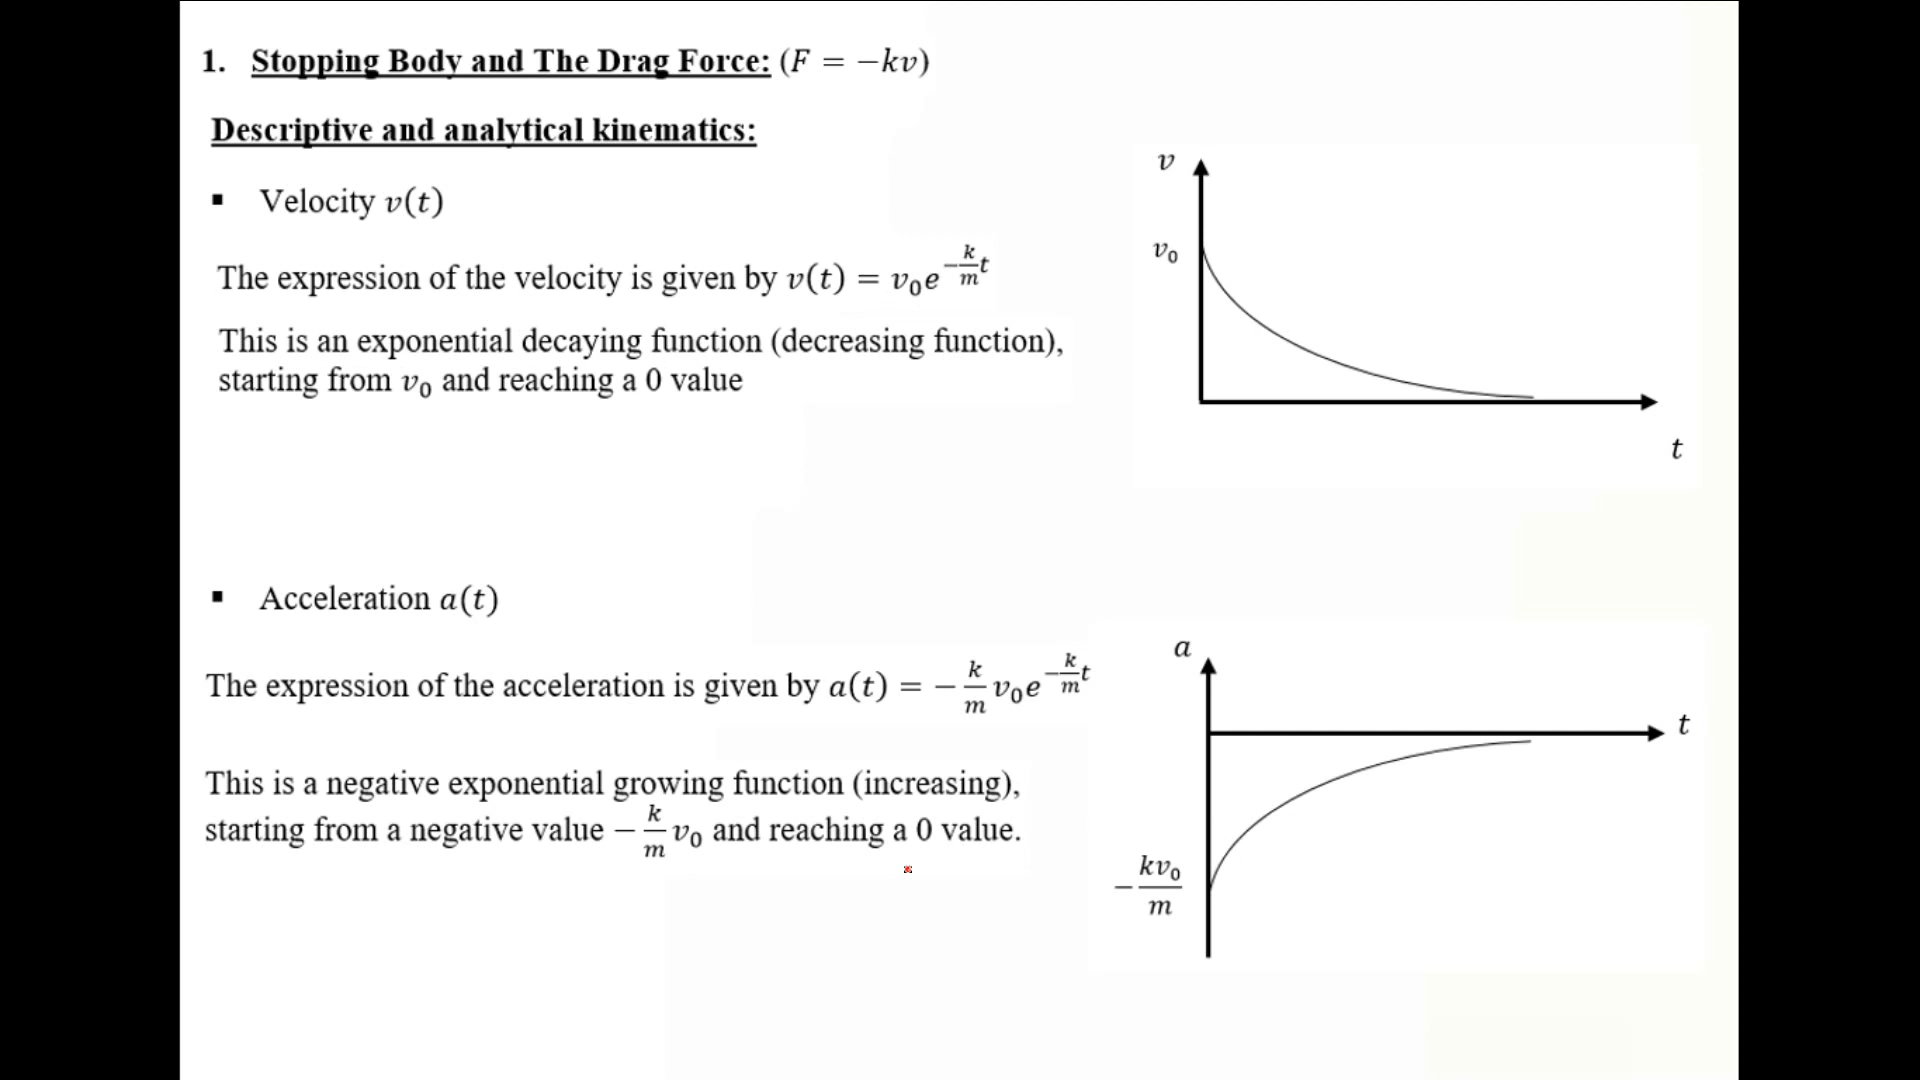 1. Stopping Body and The Drag Force: (F = −kv)
Descriptive and analytical kinematics:
▪ Velocity v(t)
The expression of the velocity is given by v(t) = v₀e^(−(k/m)t)
This is an exponential decaying function (decreasing function),
starting from v₀ and reaching a 0 value
v
v₀
t
▪ Acceleration a(t)
The expression of the acceleration is given by a(t) = −(k/m)v₀e^(−(k/m)t)
This is a negative exponential growing function (increasing),
starting from a negative value −(k/m)v₀ and reaching a 0 value.
a
t
−kv₀/m